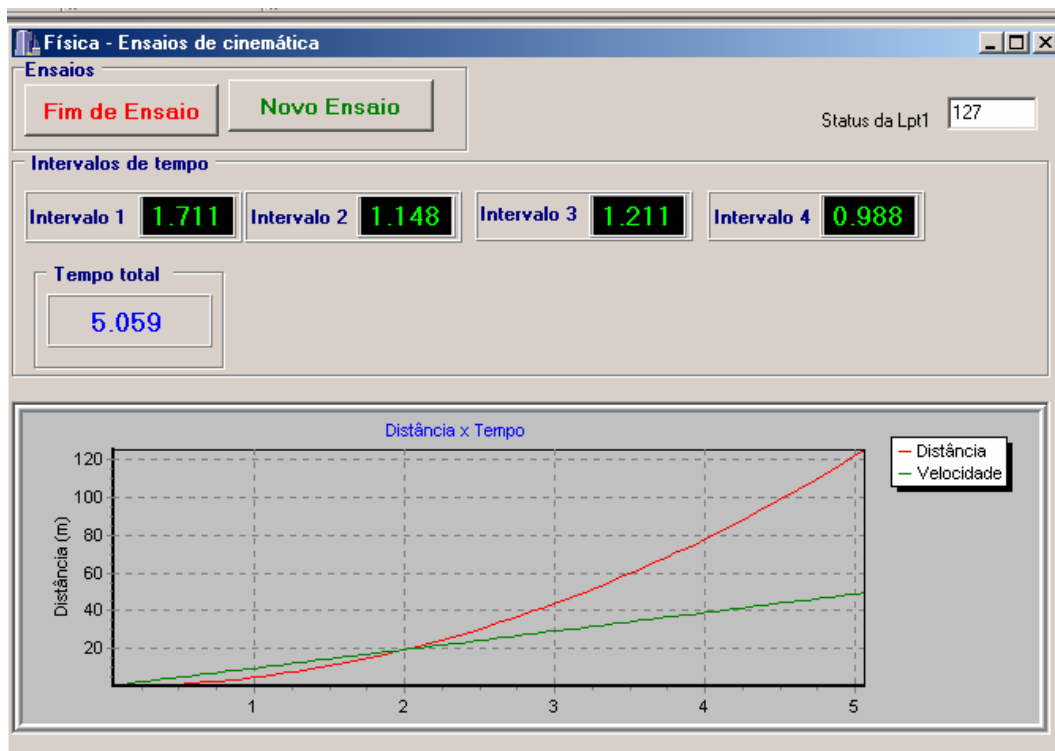 Física - Ensaios de cinemática
Ensaios
Fim de Ensaio Novo Ensaio
Status da Lpt1 127
Intervalos de tempo
Intervalo 1 1.711 Intervalo 2 1.148 Intervalo 3 1.211 Intervalo 4 0.988
Tempo total
5.059
Distância x Tempo
Distância
Velocidade
Distância (m)
120
100
80
60
40
20
1 2 3 4 5